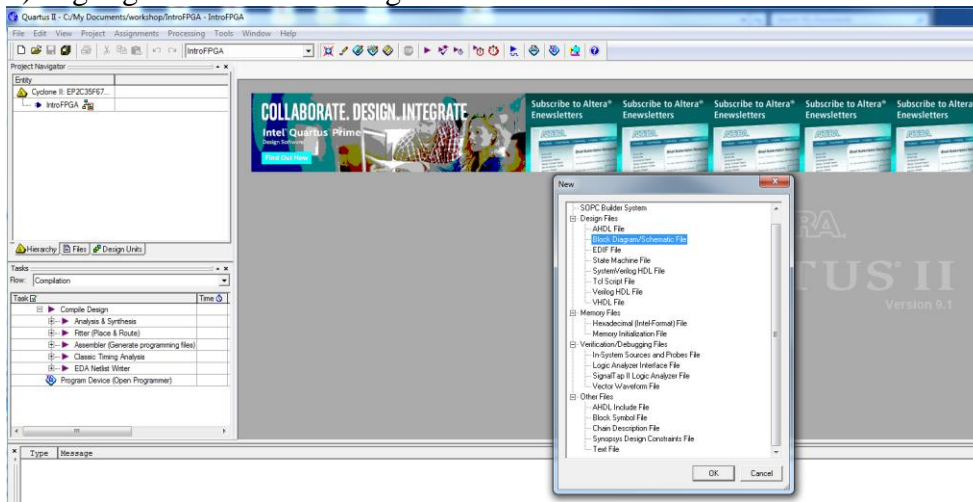 Quartus II - C:/My Documents/workshop/IntroFPGA - IntroFPGA
File Edit View Project Assignments Processing Tools Window Help
IntroFPGA
Project Navigator
Entity
Cyclone II: EP2C35F67...
IntroFPGA
Hierarchy Files Design Units
Tasks
Flow: Compilation
Task Time
Compile Design
Analysis & Synthesis
Fitter (Place & Route)
Assembler (Generate programming files)
Classic Timing Analysis
EDA Netlist Writer
Program Device (Open Programmer)
COLLABORATE. DESIGN. INTEGRATE.
Intel Quartus Prime
Design Software
Find Out More
Subscribe to Altera® Subscribe to Altera® Subscribe to Altera® Subscribe to Altera® Subscribe to Altera
Enewsletters Enewsletters Enewsletters Enewsletters Enewsletters
New
SOPC Builder System
Design Files
AHDL File
Block Diagram/Schematic File
EDIF File
State Machine File
SystemVerilog HDL File
Tcl Script File
Verilog HDL File
VHDL File
Memory Files
Hexadecimal (Intel-Format) File
Memory Initialization File
Verification/Debugging Files
In-System Sources and Probes File
Logic Analyzer Interface File
SignalTap II Logic Analyzer File
Vector Waveform File
Other Files
AHDL Include File
Block Symbol File
Chain Description File
Synopsys Design Constraints File
Text File
OK Cancel
RA.
TUS II
Version 9.1
Type Message